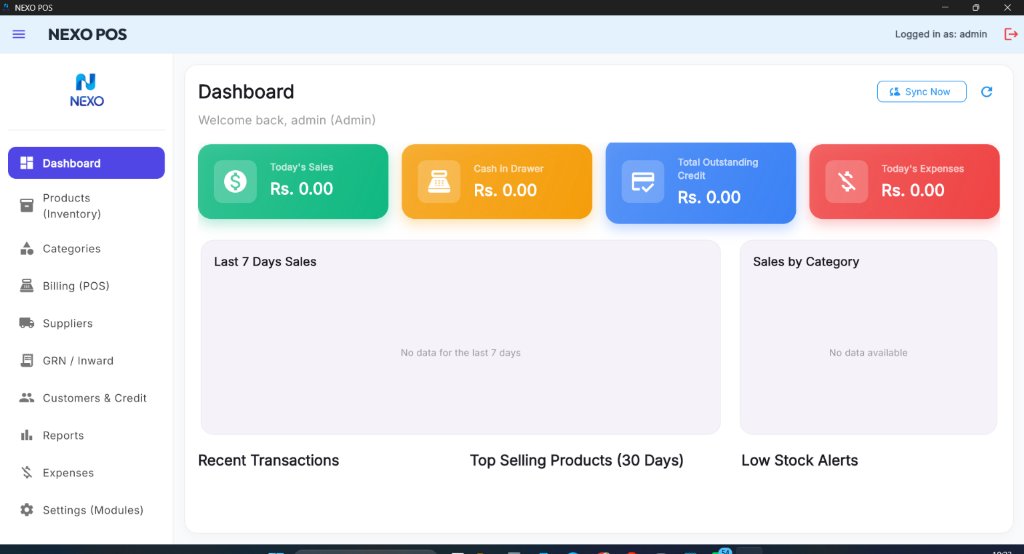 NEXO POS
NEXO POS
Logged in as: admin
NEXO
Dashboard
Products
(Inventory)
Categories
Billing (POS)
Suppliers
GRN / Inward
Customers & Credit
Reports
Expenses
Settings (Modules)
Dashboard
Sync Now
Welcome back, admin (Admin)
Today's Sales
Rs. 0.00
Cash In Drawer
Rs. 0.00
Total Outstanding
Credit
Rs. 0.00
Today's Expenses
Rs. 0.00
Last 7 Days Sales
No data for the last 7 days
Sales by Category
No data available
Recent Transactions
Top Selling Products (30 Days)
Low Stock Alerts